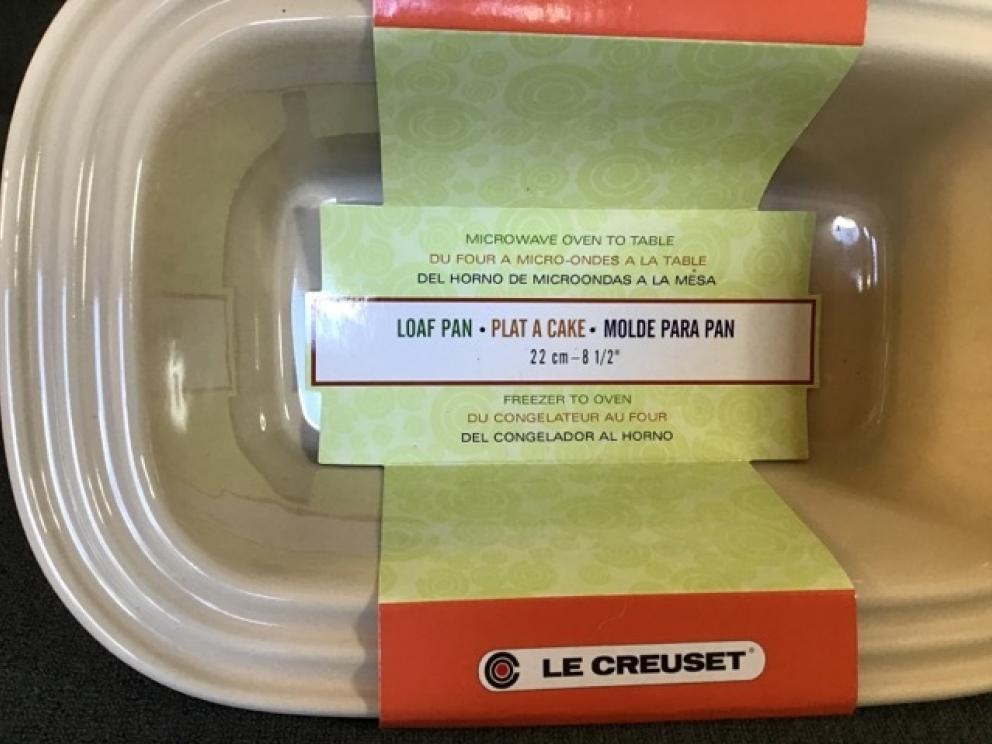 MICROWAVE OVEN TO TABLE
DU FOUR A MICRO-ONDES A LA TABLE
DEL HORNO DE MICROONDAS A LA MESA
LOAF PAN • PLAT A CAKE • MOLDE PARA PAN
22 cm – 8 1/2"
FREEZER TO OVEN
DU CONGELATEUR AU FOUR
DEL CONGELADOR AL HORNO
LE CREUSET®